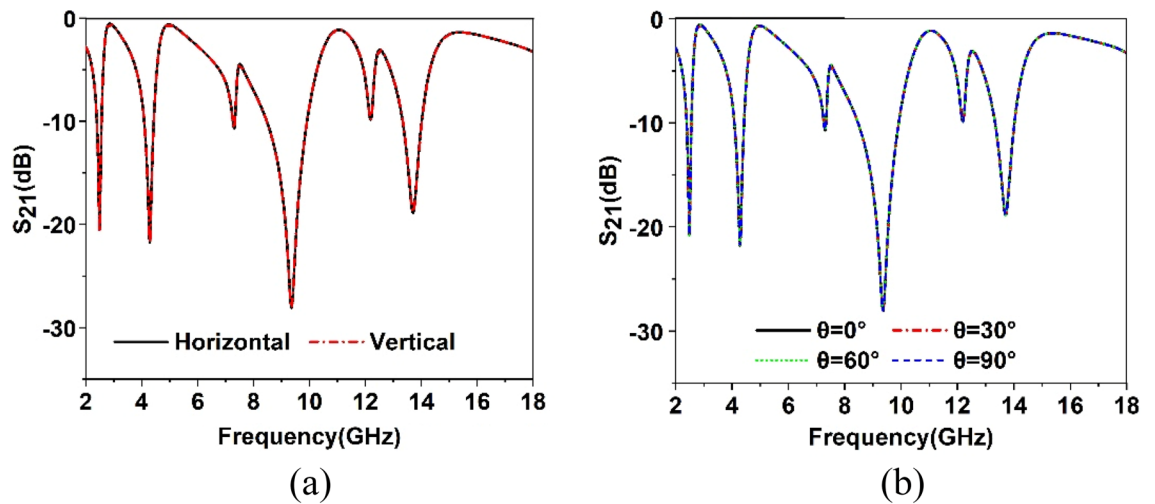 0
-10
-20
-30
S21(dB)
Horizontal Vertical
2 4 6 8 10 12 14 16 18
Frequency(GHz)
(a)
0
-10
-20
-30
S21(dB)
θ=0° θ=30°
θ=60° θ=90°
2 4 6 8 10 12 14 16 18
Frequency(GHz)
(b)